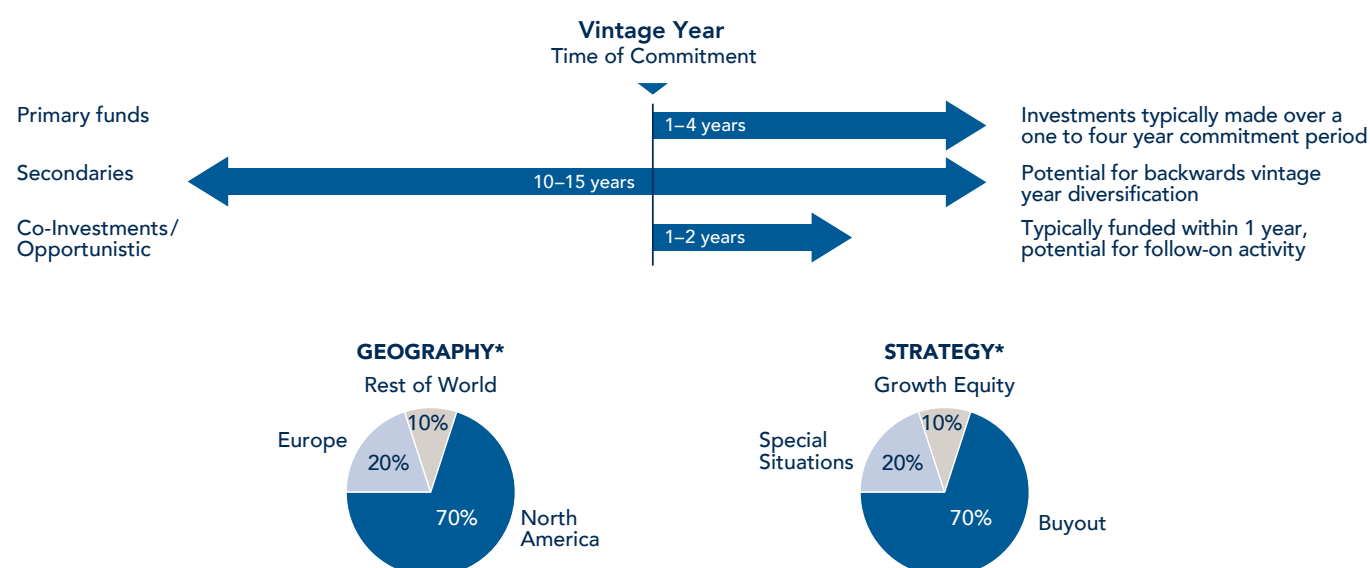 Vintage Year
Time of Commitment
Primary funds
1–4 years
Investments typically made over a
one to four year commitment period
Secondaries
10–15 years
Potential for backwards vintage
year diversification
Co-Investments/
Opportunistic
1–2 years
Typically funded within 1 year,
potential for follow-on activity
GEOGRAPHY*
Rest of World
10%
Europe
20%
70%
North
America
STRATEGY*
Growth Equity
10%
Special
Situations
20%
70%
Buyout